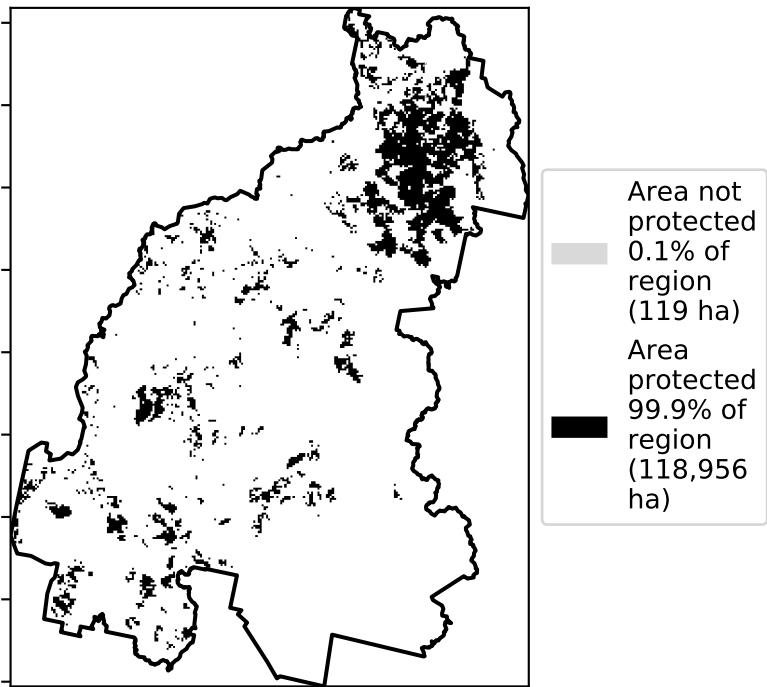 Area not
protected
0.1% of
region
(119 ha)
Area
protected
99.9% of
region
(118,956
ha)